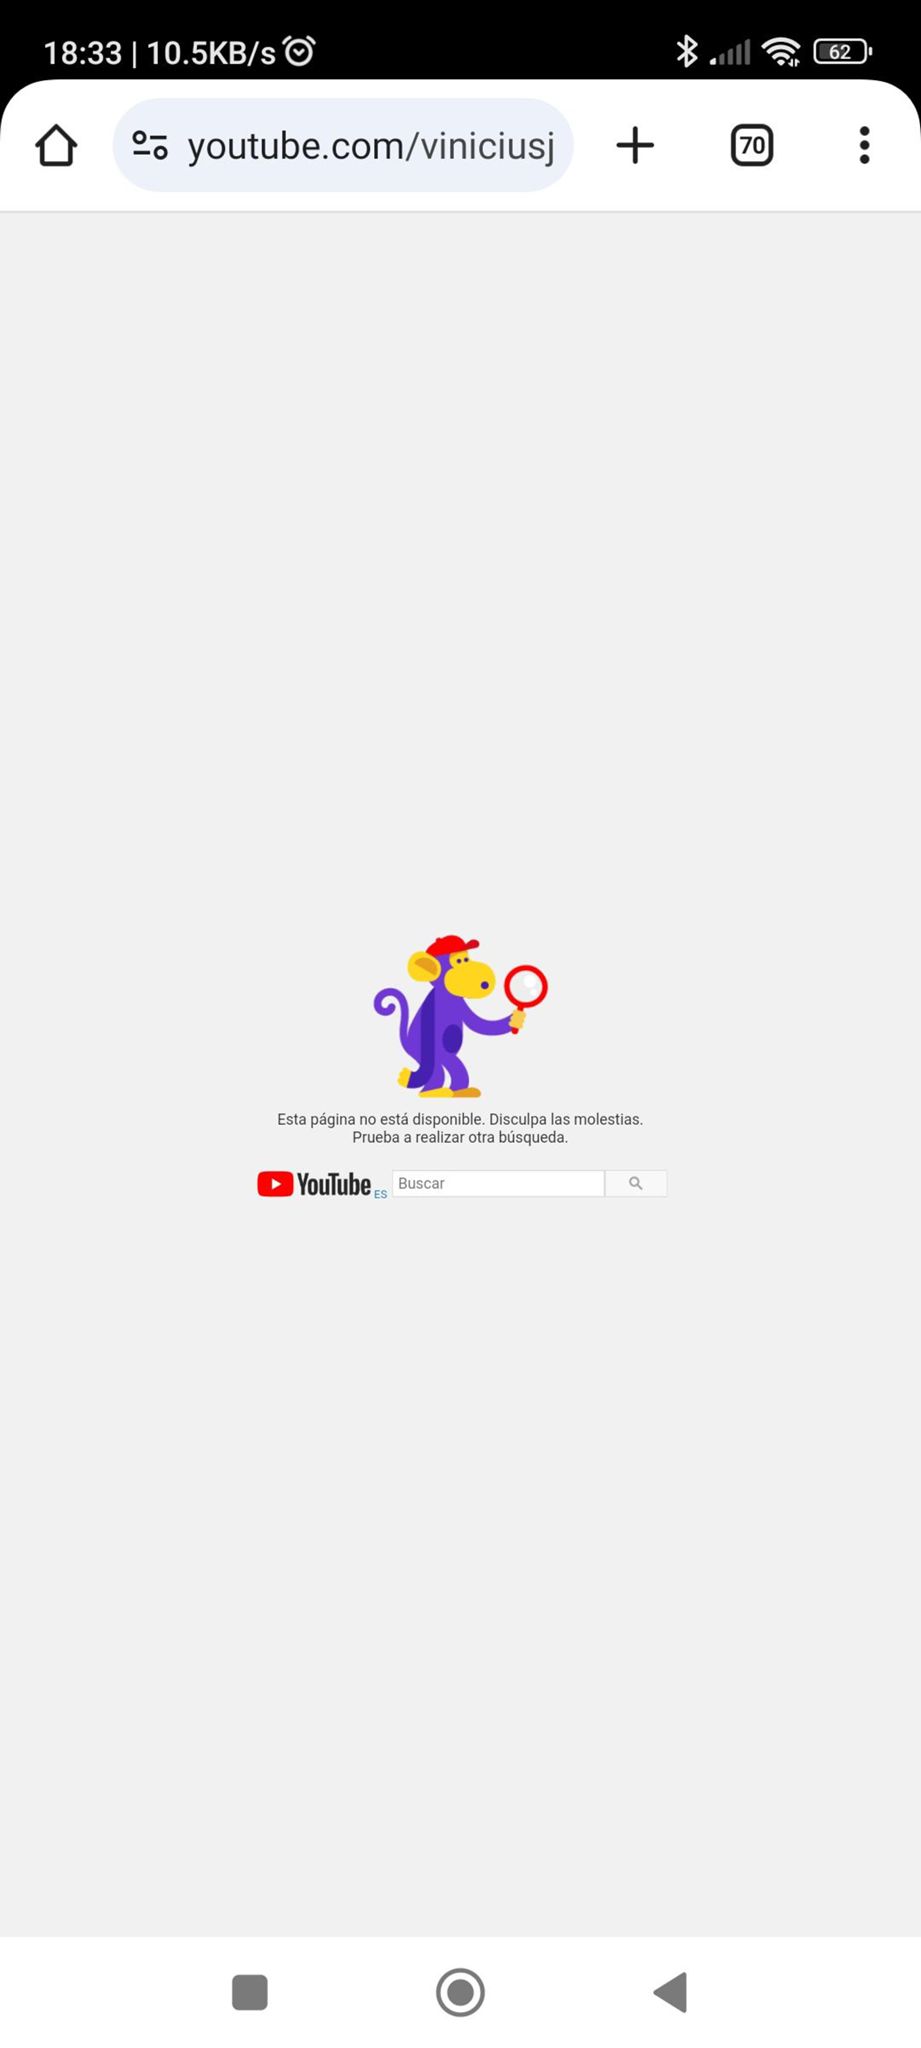 18:33 | 10.5KB/s
62
youtube.com/viniciusj
70
Esta página no está disponible. Disculpa las molestias.
Prueba a realizar otra búsqueda.
YouTube ES
Buscar